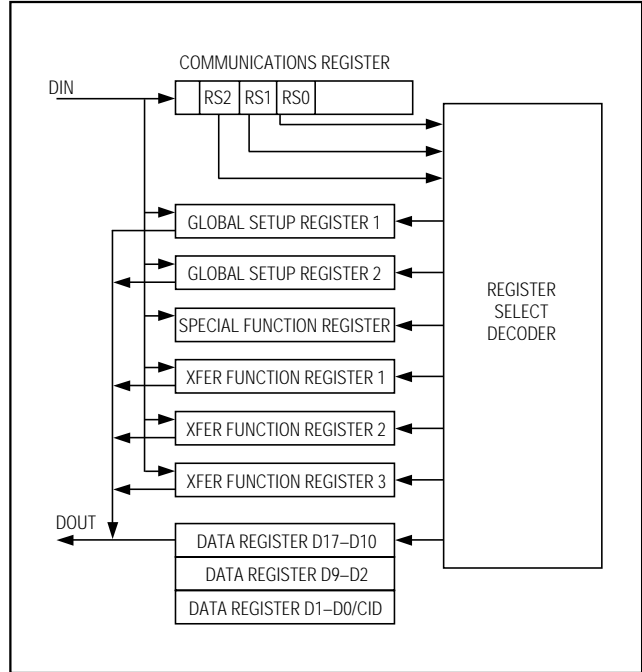 COMMUNICATIONS REGISTER
DIN
RS2 RS1 RS0
GLOBAL SETUP REGISTER 1
GLOBAL SETUP REGISTER 2
SPECIAL FUNCTION REGISTER
XFER FUNCTION REGISTER 1
XFER FUNCTION REGISTER 2
XFER FUNCTION REGISTER 3
REGISTER
SELECT
DECODER
DOUT
DATA REGISTER D17–D10
DATA REGISTER D9–D2
DATA REGISTER D1–D0/CID